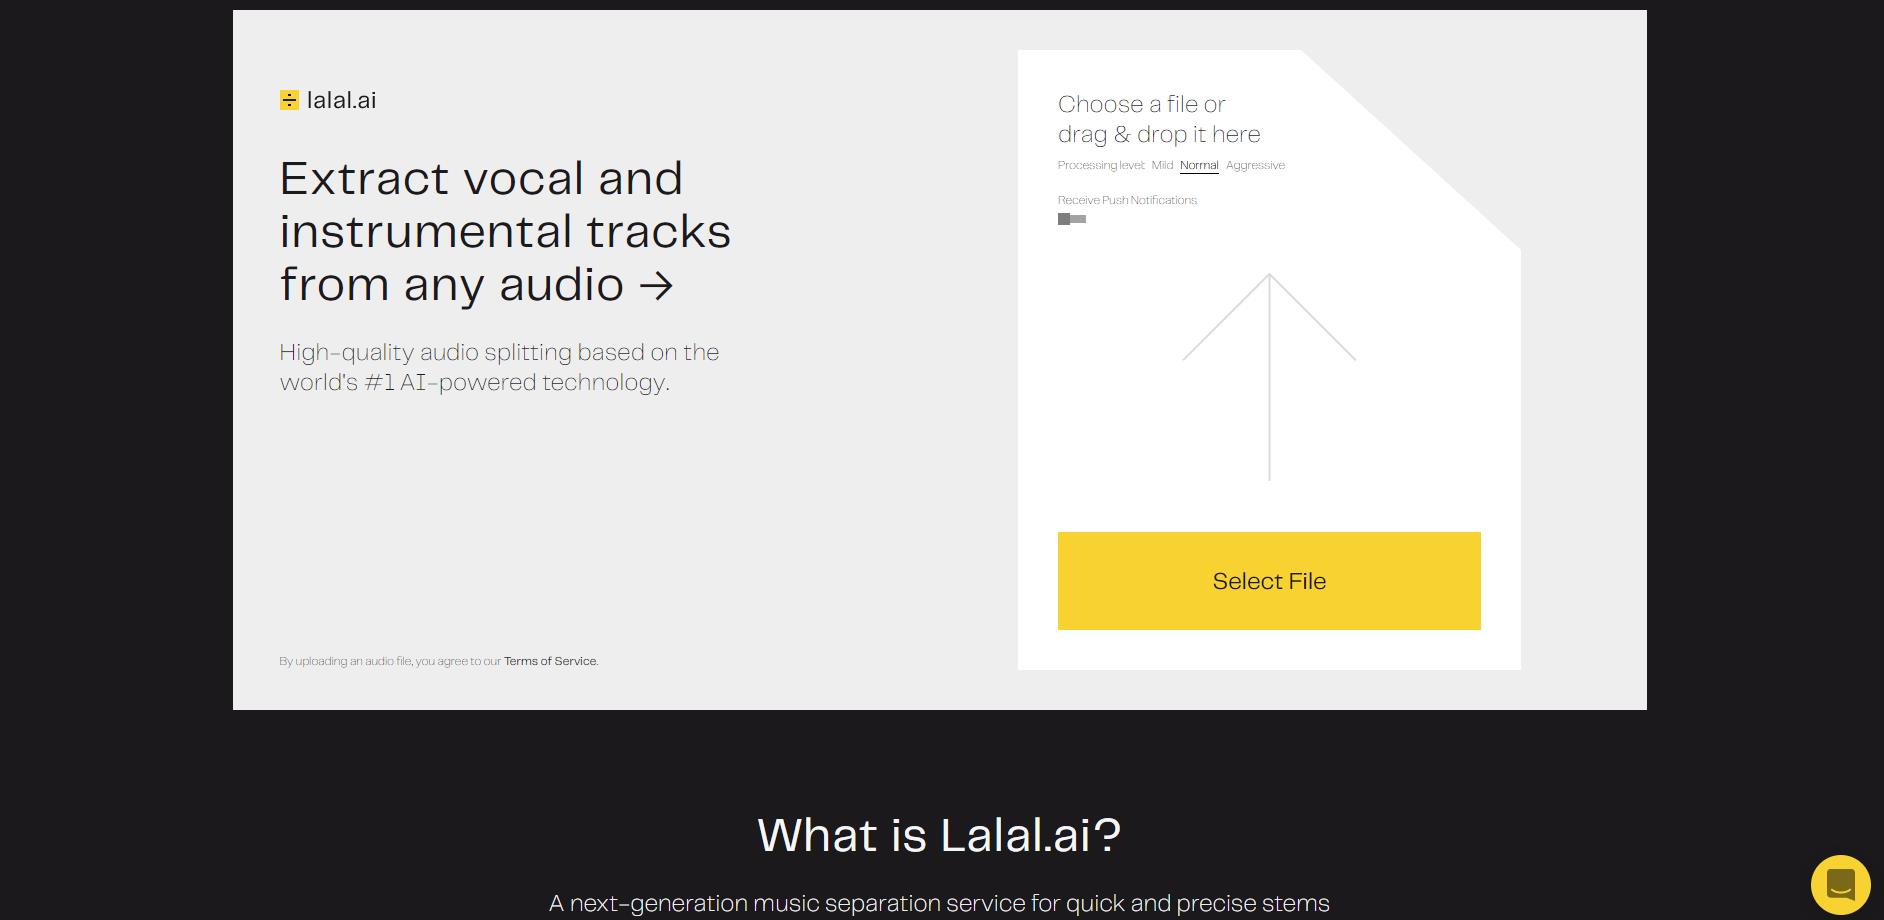 lalal.ai
Extract vocal and
instrumental tracks
from any audio →
High-quality audio splitting based on the
world's #1 AI-powered technology.
By uploading an audio file, you agree to our Terms of Service.
Choose a file or
drag & drop it here
Processing level: Mild Normal Aggressive
Receive Push Notifications
Select File
What is Lalal.ai?
A next-generation music separation service for quick and precise stems